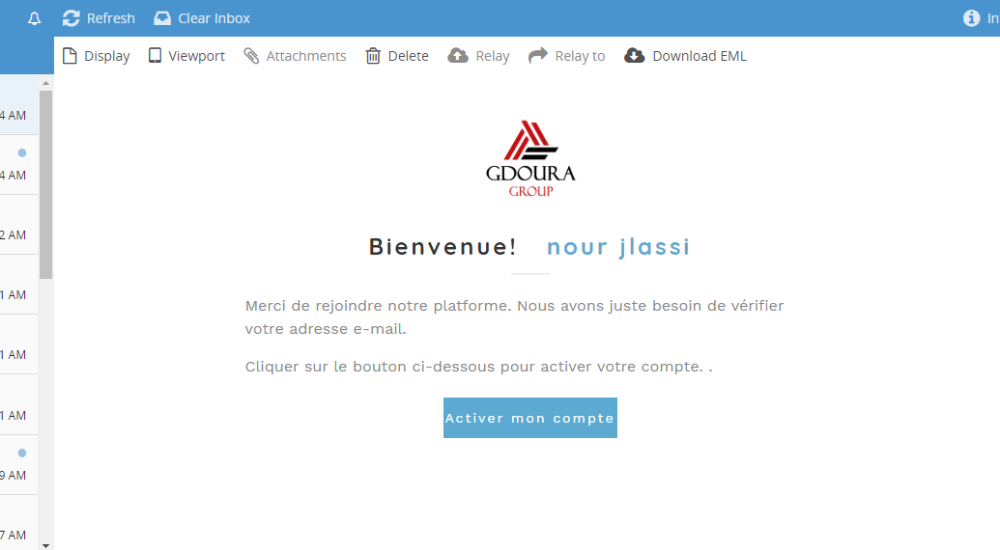 Refresh Clear Inbox In
Display Viewport Attachments Delete Relay Relay to Download EML
4 AM
4 AM
2 AM
1 AM
1 AM
1 AM
9 AM
7 AM
GDOURA
GROUP
Bienvenue! nour jlassi
Merci de rejoindre notre platforme. Nous avons juste besoin de vérifier
votre adresse e-mail.
Cliquer sur le bouton ci-dessous pour activer votre compte. .
Activer mon compte